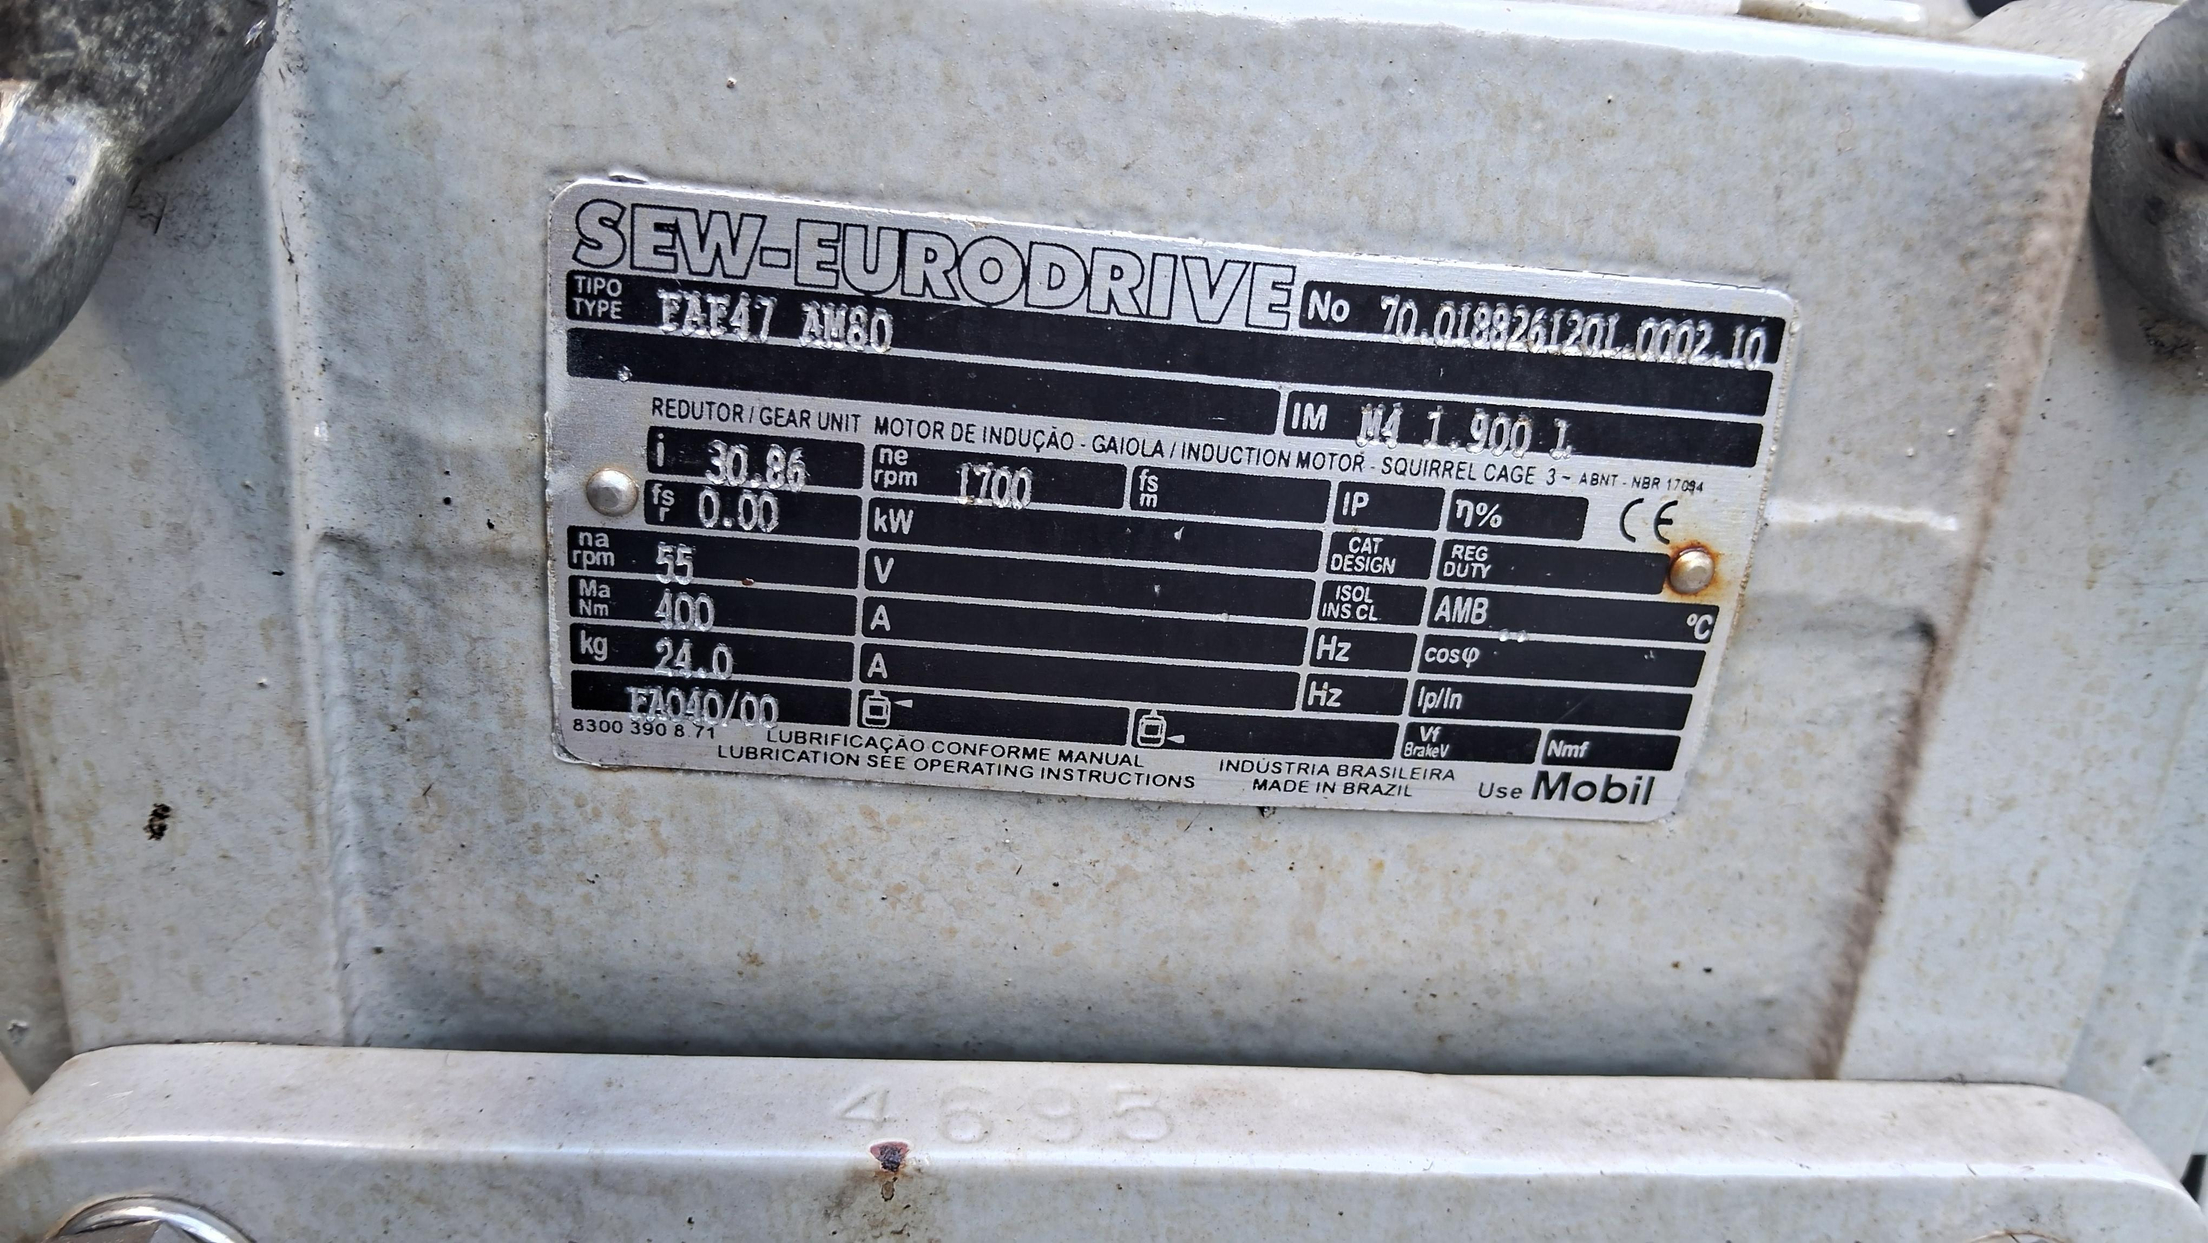 SEW-EURODRIVE
TIPO TYPE FAF47 AM80
No 70.0188261201.0002.10
IM M4 1.900 l
REDUTOR / GEAR UNIT MOTOR DE INDUÇÃO - GAIOLA / INDUCTION MOTOR - SQUIRREL CAGE 3 ~ ABNT - NBR 17094
i 30.86 ne rpm 1700 fs m IP η% CE
fs r 0.00 kW CAT DESIGN REG DUTY
na rpm 55 V ISOL INS CL AMB °C
Ma Nm 400 A Hz cosφ
kg 24.0 A Hz Ip/In
FA040/00 Vf BrakeV Nmf
8300 390 8.71 LUBRIFICAÇÃO CONFORME MANUAL
LUBRICATION SEE OPERATING INSTRUCTIONS
INDÚSTRIA BRASILEIRA
MADE IN BRAZIL
Use Mobil
4695